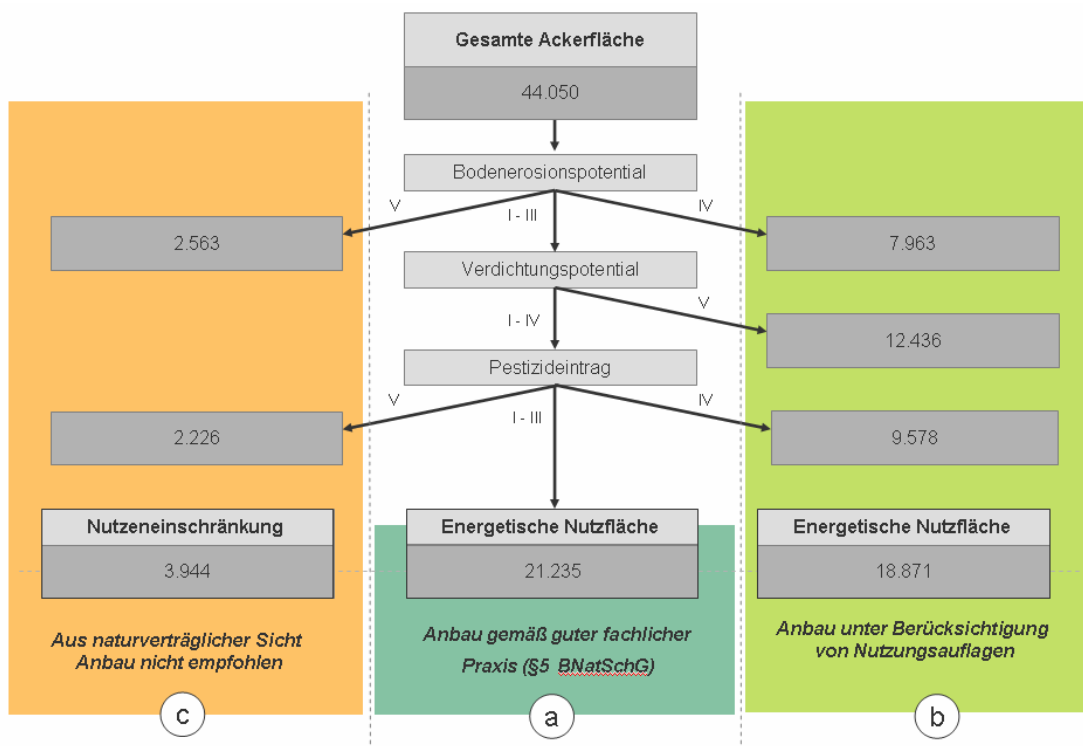 Gesamte Ackerfläche
44.050
Bodenerosionspotential
V
I - III
IV
2.563
7.963
Verdichtungspotential
V
I - IV
12.436
Pestizideintrag
V
I - III
IV
2.226
9.578
Nutzeneinschränkung
3.944
Energetische Nutzfläche
21.235
Energetische Nutzfläche
18.871
Aus naturverträglicher Sicht
Anbau nicht empfohlen
Anbau gemäß guter fachlicher
Praxis (§5 BNatSchG)
Anbau unter Berücksichtigung
von Nutzungsauflagen
c
a
b